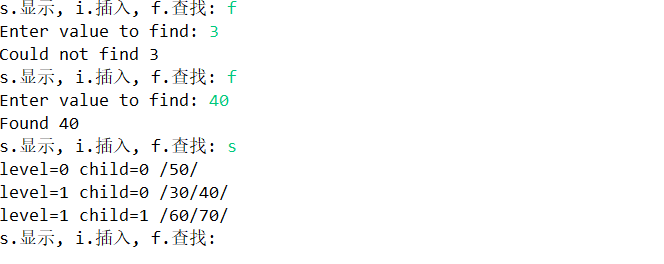 s.显示, i.插入, f.查找: f
Enter value to find: 3
Could not find 3
s.显示, i.插入, f.查找: f
Enter value to find: 40
Found 40
s.显示, i.插入, f.查找: s
level=0 child=0 /50/
level=1 child=0 /30/40/
level=1 child=1 /60/70/
s.显示, i.插入, f.查找: